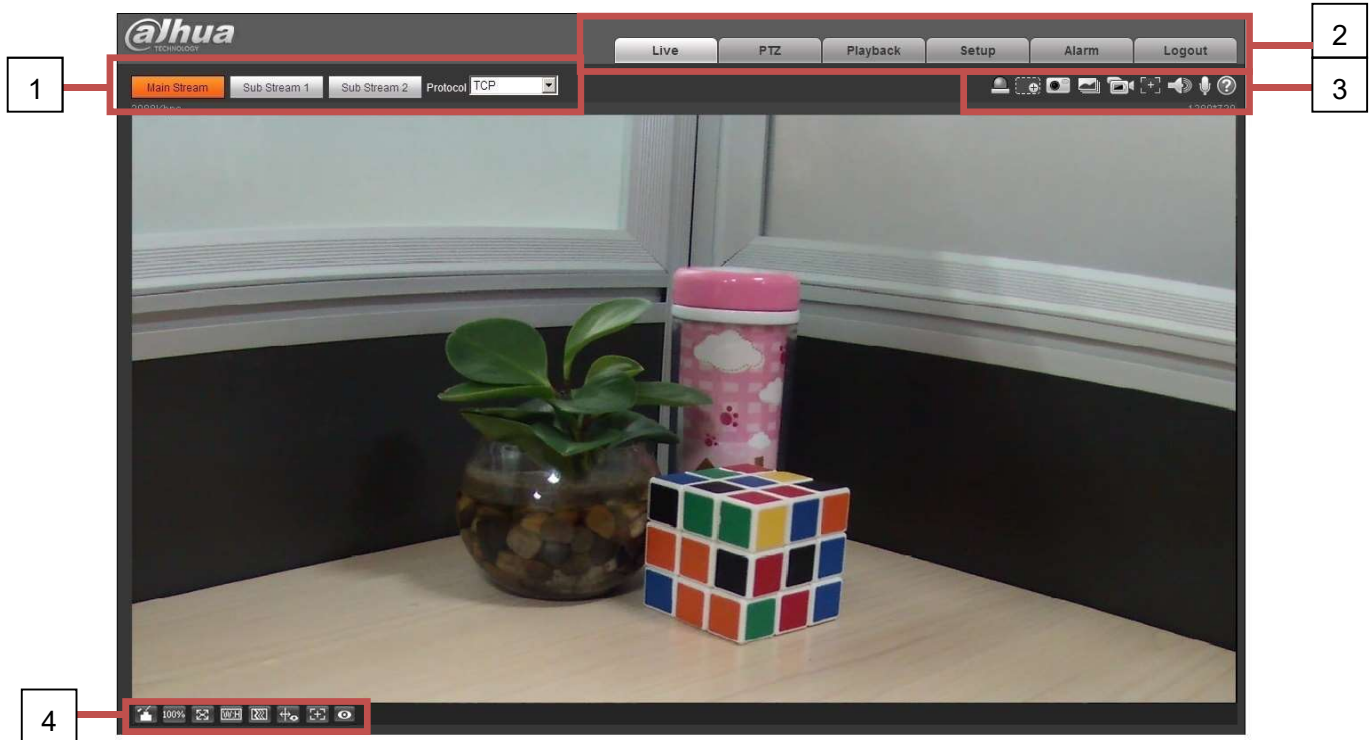 alhua
TECHNOLOGY
1
2
3
4
Live PTZ Playback Setup Alarm Logout
Main Stream Sub Stream 1 Sub Stream 2 Protocol TCP
100%
W:H